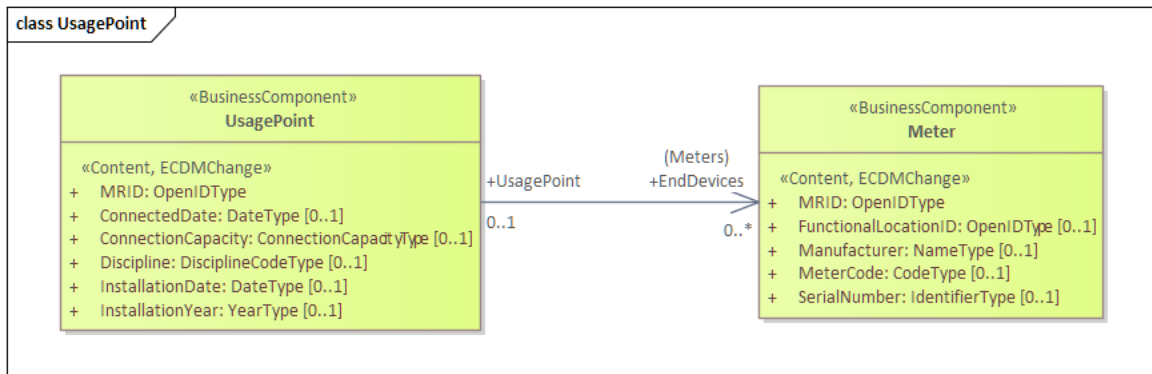 class UsagePoint
«BusinessComponent»
UsagePoint
«Content, ECDMChange»
+ MRID: OpenIDType
+ ConnectedDate: DateType [0..1]
+ ConnectionCapacity: ConnectionCapacityType [0..1]
+ Discipline: DisciplineCodeType [0..1]
+ InstallationDate: DateType [0..1]
+ InstallationYear: YearType [0..1]
+UsagePoint
0..1
(Meters)
+EndDevices
0..*
«BusinessComponent»
Meter
«Content, ECDMChange»
+ MRID: OpenIDType
+ FunctionalLocationID: OpenIDType [0..1]
+ Manufacturer: NameType [0..1]
+ MeterCode: CodeType [0..1]
+ SerialNumber: IdentifierType [0..1]